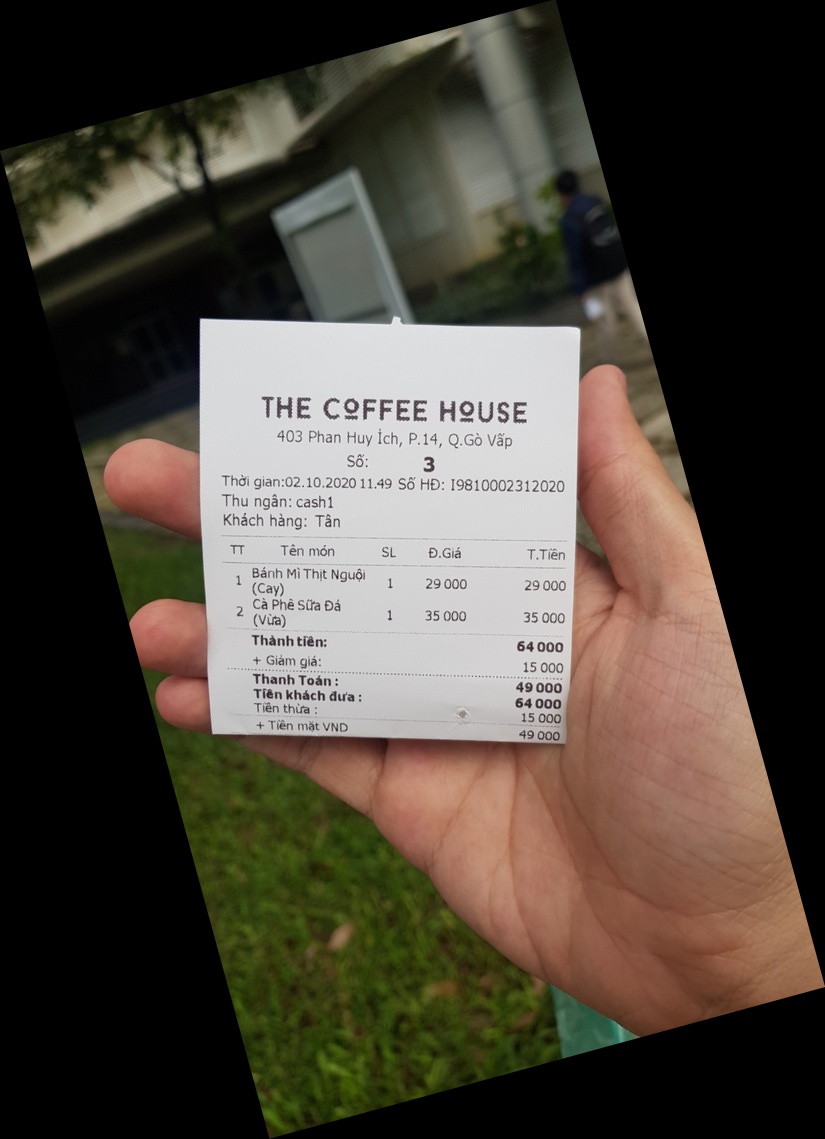 THE COFFEE HOUSE
403 Phan Huy Ích, P.14, Q.Gò Vấp
Số: 3
Thời gian:02.10.2020 11.49 Số HĐ: I9810002312020
Thu ngân: cash1
Khách hàng: Tân
TT Tên món SL Đ.Giá T.Tiền
1 Bánh Mì Thịt Nguội 1 29 000 29 000
(Cay)
2 Cà Phê Sữa Đá 1 35 000 35 000
(Vừa)
Thành tiền: 64 000
+ Giảm giá: 15 000
Thanh Toán : 49 000
Tiền khách đưa : 64 000
Tiền thừa : 15 000
+ Tiền mặt VND 49 000